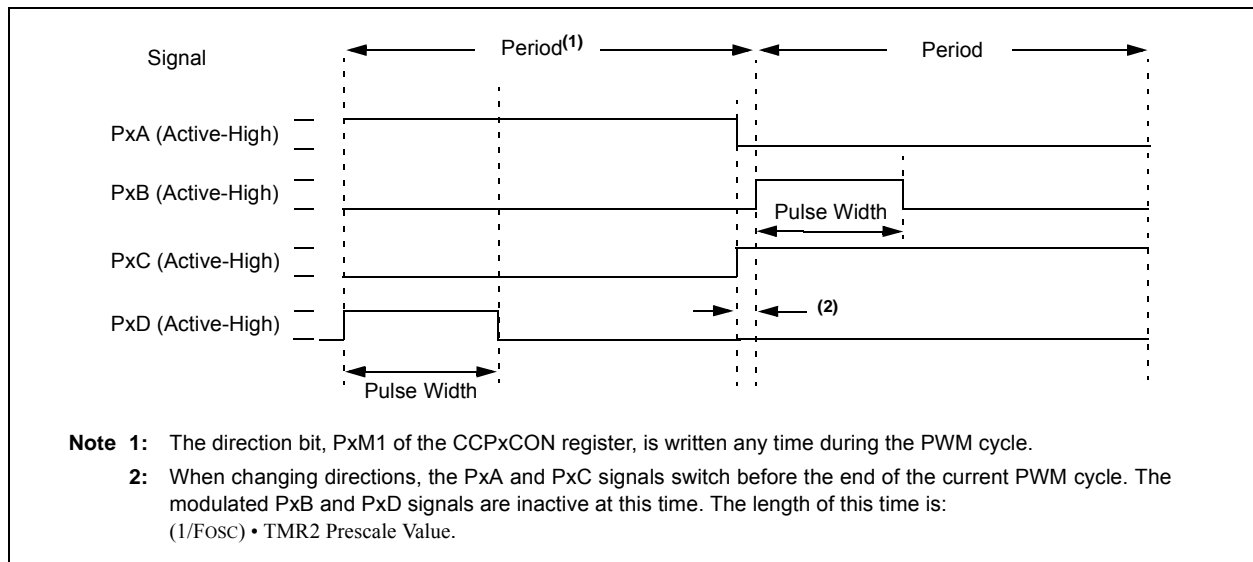 Signal
Period(1)
Period
PxA (Active-High)
PxB (Active-High)
Pulse Width
PxC (Active-High)
(2)
PxD (Active-High)
Pulse Width
Note 1: The direction bit, PxM1 of the CCPxCON register, is written any time during the PWM cycle.
2: When changing directions, the PxA and PxC signals switch before the end of the current PWM cycle. The
modulated PxB and PxD signals are inactive at this time. The length of this time is:
(1/FOSC) • TMR2 Prescale Value.